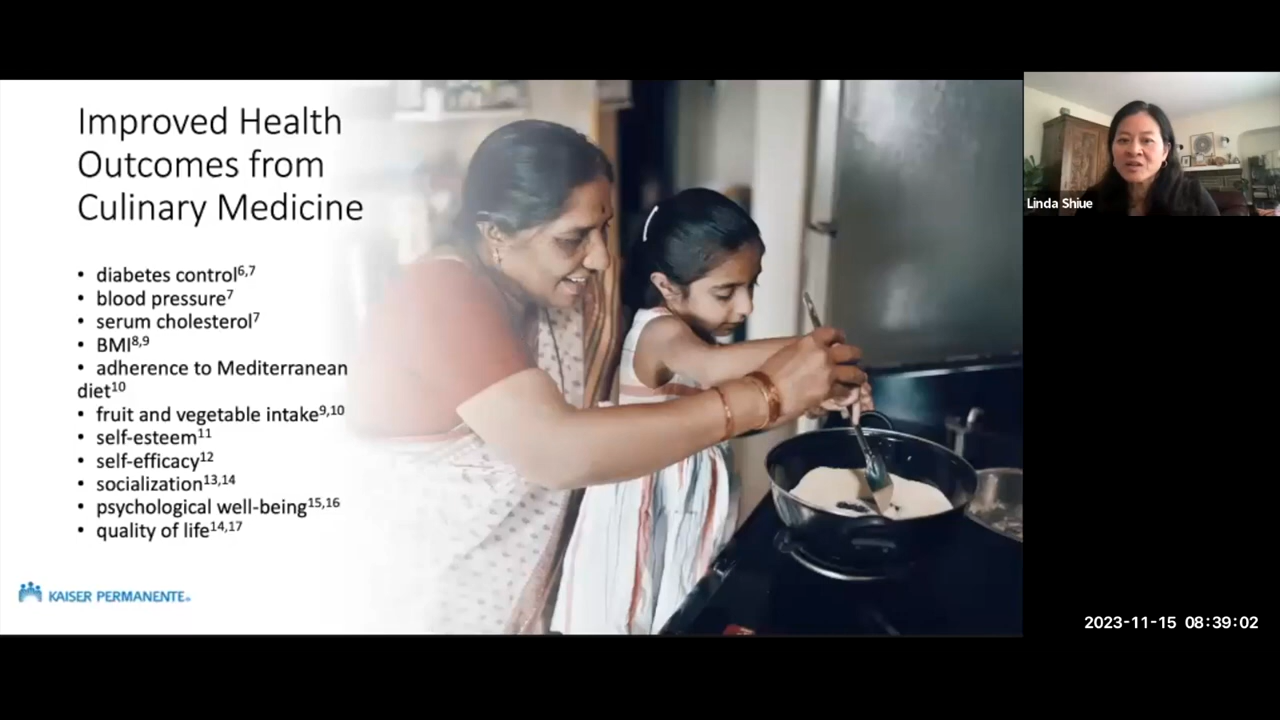 Improved Health
Outcomes from
Culinary Medicine
• diabetes control6,7
• blood pressure7
• serum cholesterol7
• BMI8,9
• adherence to Mediterranean
diet10
• fruit and vegetable intake9,10
• self-esteem11
• self-efficacy12
• socialization13,14
• psychological well-being15,16
• quality of life14,17
KAISER PERMANENTE®
Linda Shiue
2023-11-15 08:39:02